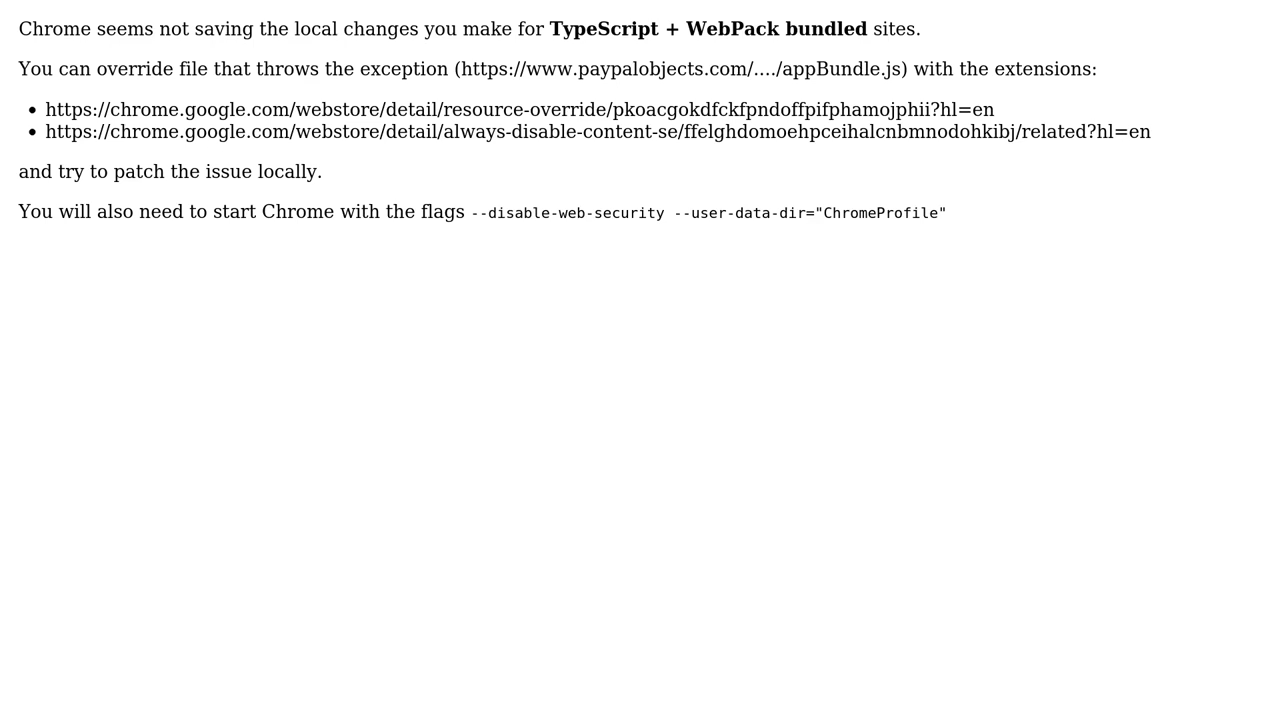 Chrome seems not saving the local changes you make for TypeScript + WebPack bundled sites.
You can override file that throws the exception (https://www.paypalobjects.com/..../appBundle.js) with the extensions:
• https://chrome.google.com/webstore/detail/resource-override/pkoacgokdfckfpndoffpifphamojphii?hl=en
• https://chrome.google.com/webstore/detail/always-disable-content-se/ffelghdomoehpceihalcnbmnodohkibj/related?hl=en
and try to patch the issue locally.
You will also need to start Chrome with the flags --disable-web-security --user-data-dir="ChromeProfile"